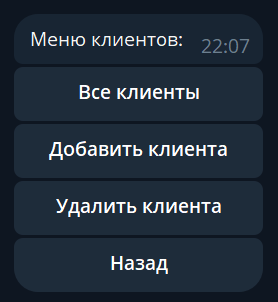 Меню клиентов: 22:07
Все клиенты
Добавить клиента
Удалить клиента
Назад